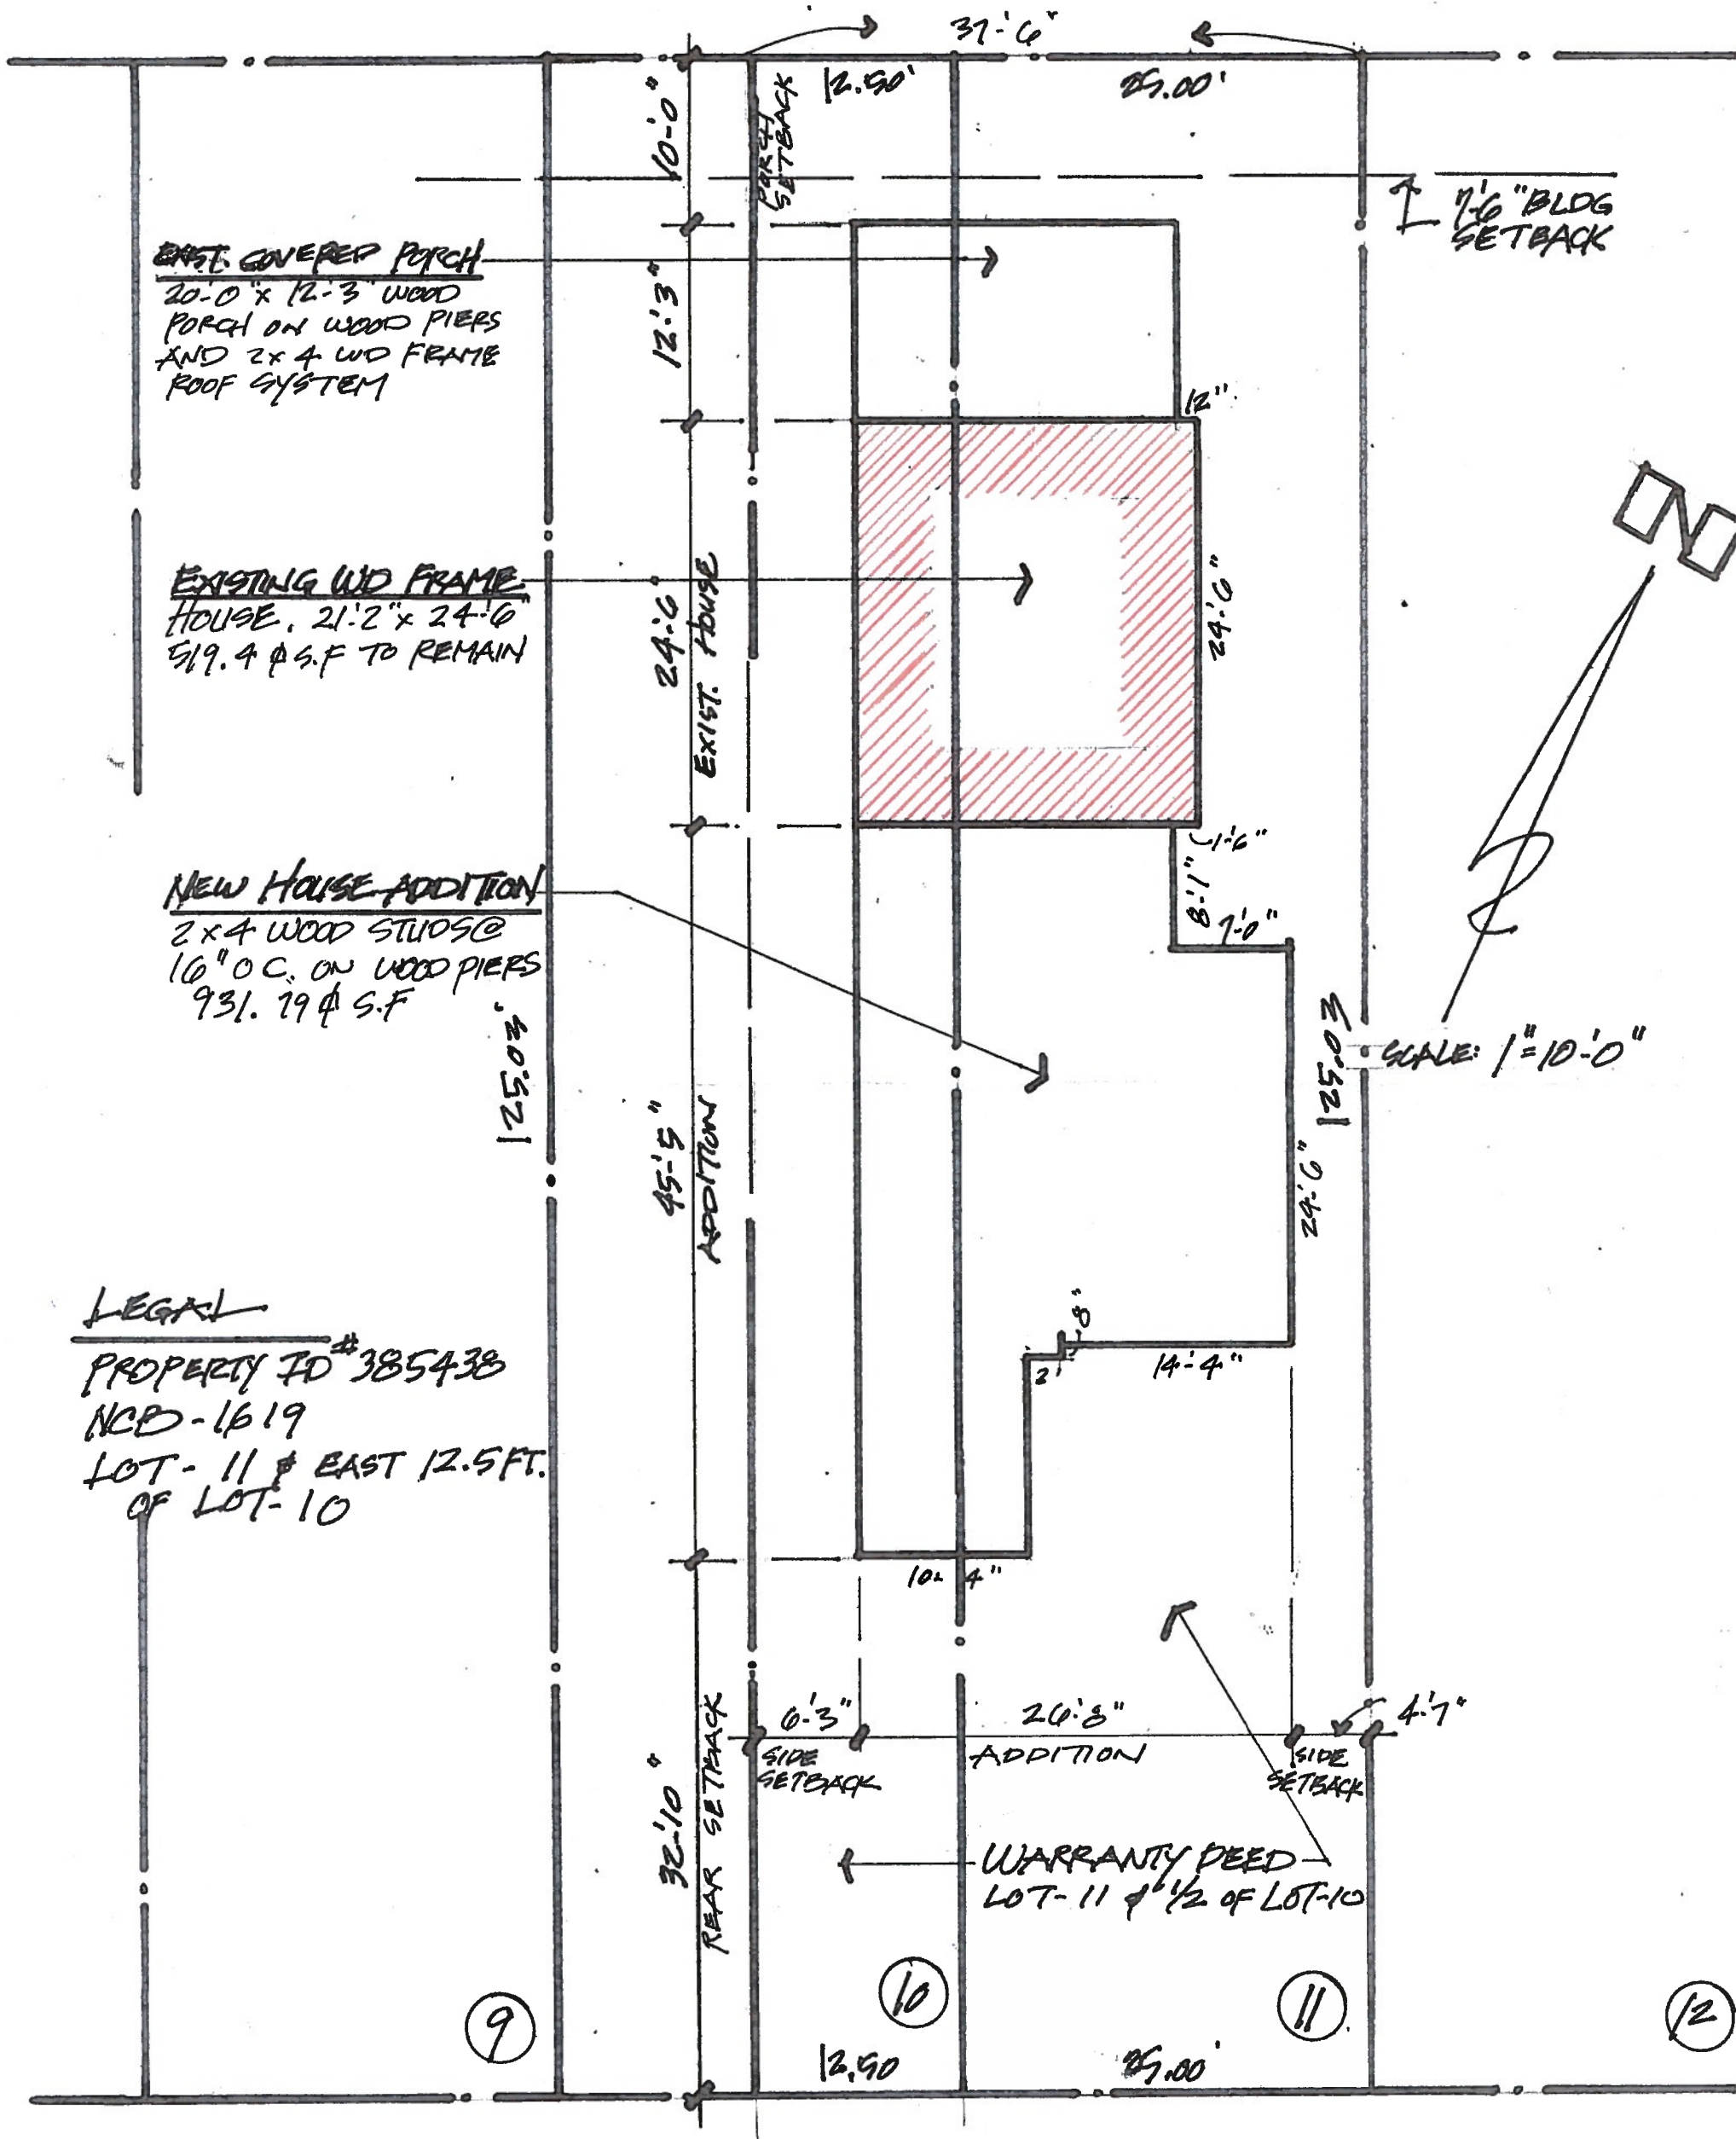 37'-6"
12.50'
25.00'
10'-0"
PORCH
SETBACK
7'-6" BLDG
SETBACK
EXIST. COVERED PORCH
20'-0" x 12'-3" WOOD
PORCH ON WOOD PIERS
AND 2x4 WD FRAME
ROOF SYSTEM
12'-3"
12"
N
EXISTING WD FRAME
HOUSE, 21'-2" x 24'-6"
519.4 ⌀ S.F TO REMAIN
24'-6"
EXIST. HOUSE
24'-6"
1'-6"
8'-1"
7'-0"
NEW HOUSE ADDITION
2x4 WOOD STUDS @
16" O C. ON WOOD PIERS
931.79 ⌀ S.F
125.03'
45'-5"
ADDITION
125.03
SCALE: 1"=10'-0"
24'-6"
8"
2'
14'-4"
LEGAL
PROPERTY ID # 385438
NCB-1619
LOT- 11 & EAST 12.5 FT.
OF LOT-10
10'-4"
6'-3"
26'-8"
4'-7"
SIDE
SETBACK
ADDITION
SIDE
SETBACK
32'-10"
REAR SETBACK
WARRANTY DEED
LOT-11 & 1/2 OF LOT-10
9
10
11
12
12.50
25.00'